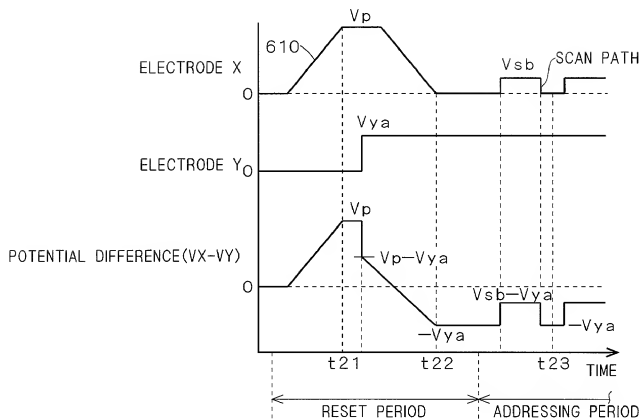 Vp
610
Vsb
SCAN PATH
ELECTRODE X
0
Vya
ELECTRODE Y
0
Vp
POTENTIAL DIFFERENCE(VX-VY)
Vp-Vya
0
Vsb-Vya
-Vya
-Vya
t21
t22
t23
TIME
RESET PERIOD
ADDRESSING PERIOD